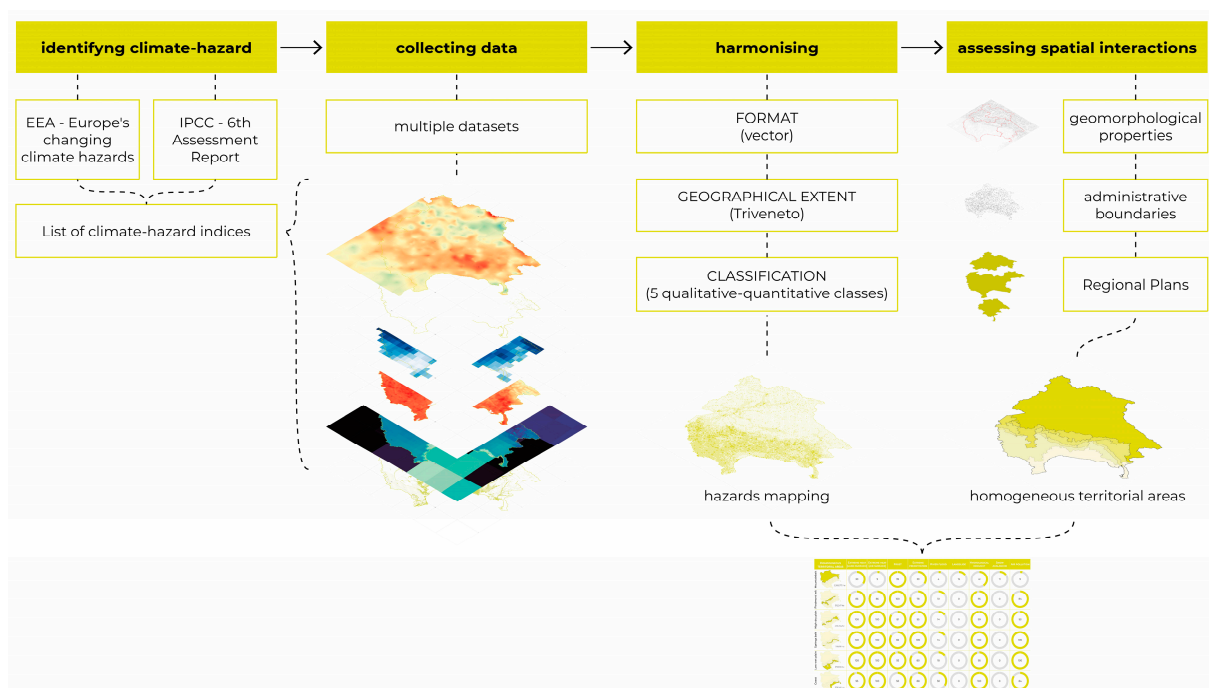 identifyng climate-hazard
collecting data
harmonising
assessing spatial interactions
EEA - Europe's
changing
climate hazards
IPCC - 6th
Assessment
Report
List of climate-hazard indices
multiple datasets
FORMAT
(vector)
GEOGRAPHICAL EXTENT
(Triveneto)
CLASSIFICATION
(5 qualitative-quantitative classes)
geomorphological
properties
administrative
boundaries
Regional Plans
hazards mapping
homogeneous territorial areas